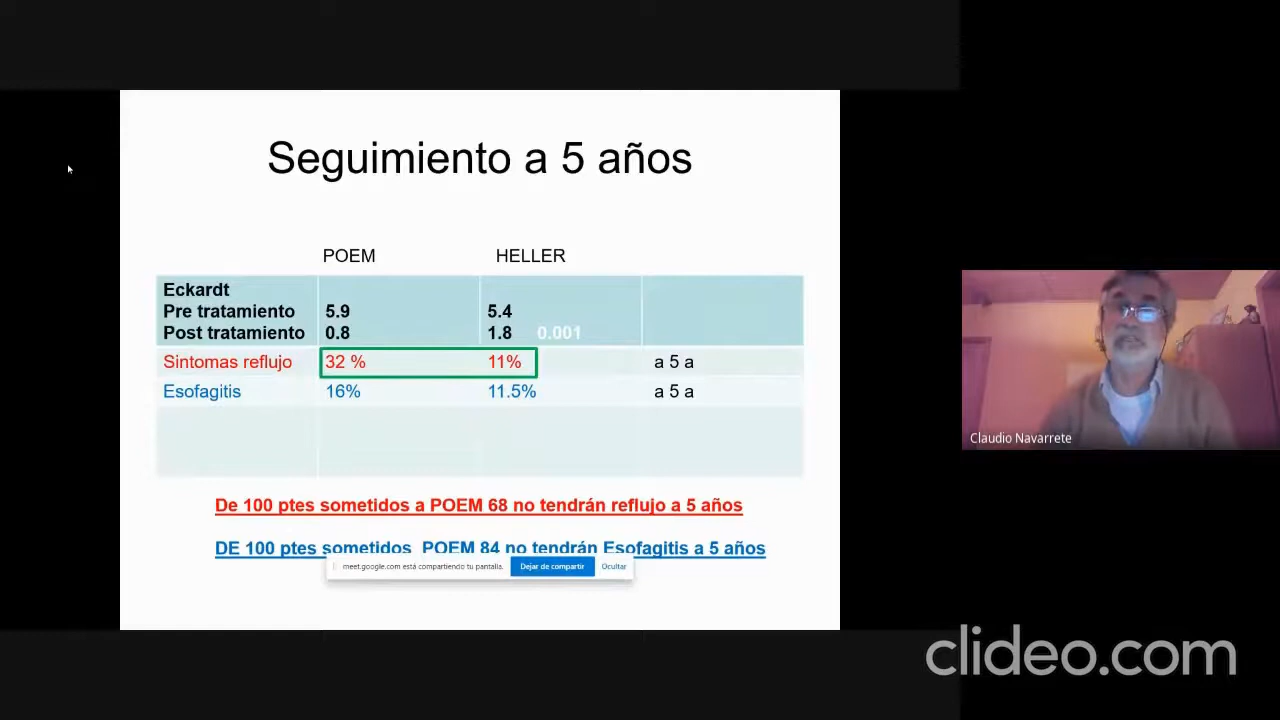 Seguimiento a 5 años
POEM HELLER
Eckardt
Pre tratamiento 5.9 5.4
Post tratamiento 0.8 1.8 0.001
Sintomas reflujo 32 % 11% a 5 a
Esofagitis 16% 11.5% a 5 a
De 100 ptes sometidos a POEM 68 no tendrán reflujo a 5 años
DE 100 ptes sometidos POEM 84 no tendrán Esofagitis a 5 años
meet.google.com está compartiendo tu pantalla. Dejar de compartir Ocultar
Claudio Navarrete
clideo.com